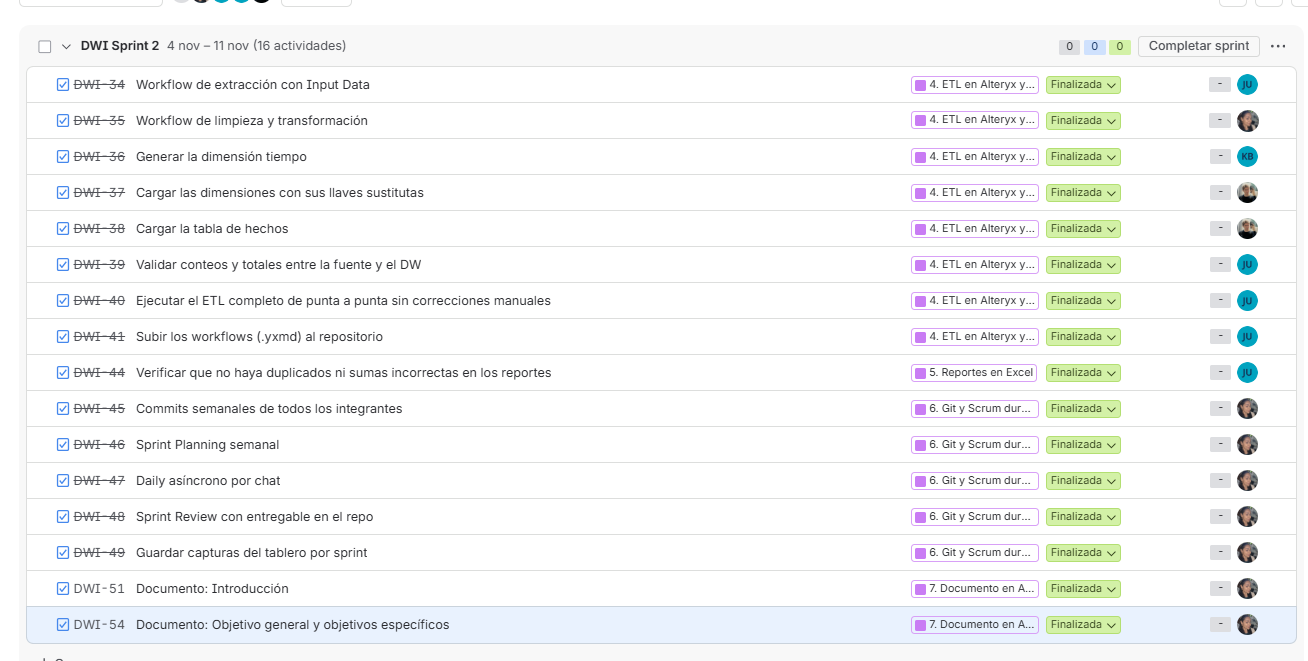 DWI Sprint 2 4 nov – 11 nov (16 actividades) 0 0 0 Completar sprint ...
DWI-34 Workflow de extracción con Input Data 4. ETL en Alteryx y... Finalizada - JU
DWI-35 Workflow de limpieza y transformación 4. ETL en Alteryx y... Finalizada -
DWI-36 Generar la dimensión tiempo 4. ETL en Alteryx y... Finalizada - KB
DWI-37 Cargar las dimensiones con sus llaves sustitutas 4. ETL en Alteryx y... Finalizada -
DWI-38 Cargar la tabla de hechos 4. ETL en Alteryx y... Finalizada -
DWI-39 Validar conteos y totales entre la fuente y el DW 4. ETL en Alteryx y... Finalizada - JU
DWI-40 Ejecutar el ETL completo de punta a punta sin correcciones manuales 4. ETL en Alteryx y... Finalizada - JU
DWI-41 Subir los workflows (.yxmd) al repositorio 4. ETL en Alteryx y... Finalizada - JU
DWI-44 Verificar que no haya duplicados ni sumas incorrectas en los reportes 5. Reportes en Excel Finalizada - JU
DWI-45 Commits semanales de todos los integrantes 6. Git y Scrum dur... Finalizada -
DWI-46 Sprint Planning semanal 6. Git y Scrum dur... Finalizada -
DWI-47 Daily asíncrono por chat 6. Git y Scrum dur... Finalizada -
DWI-48 Sprint Review con entregable en el repo 6. Git y Scrum dur... Finalizada -
DWI-49 Guardar capturas del tablero por sprint 6. Git y Scrum dur... Finalizada -
DWI-51 Documento: Introducción 7. Documento en A... Finalizada -
DWI-54 Documento: Objetivo general y objetivos específicos 7. Documento en A... Finalizada -